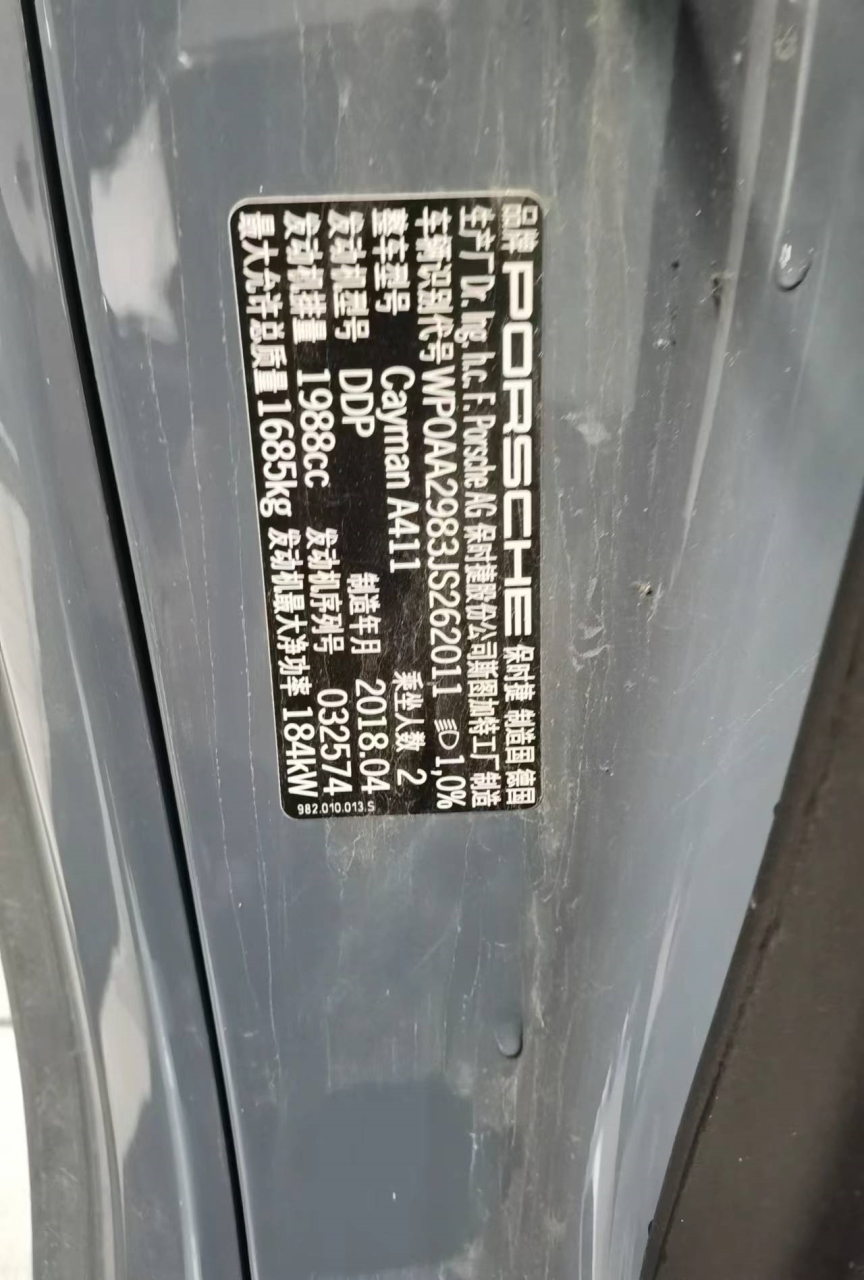 品牌 PORSCHE 保时捷 制造国 德国
生产厂 Dr. Ing. h.c. F. Porsche AG 保时捷股份公司斯图加特工厂 制造
车辆识别代号 WP0AA2983JS262011 1,0%
整车型号 Cayman A411 乘坐人数 2
发动机型号 DDP 制造年月 2018.04
发动机排量 1988cc 发动机序列号 032574
最大允许总质量 1685kg 发动机最大净功率 184kW
982.010.013.S